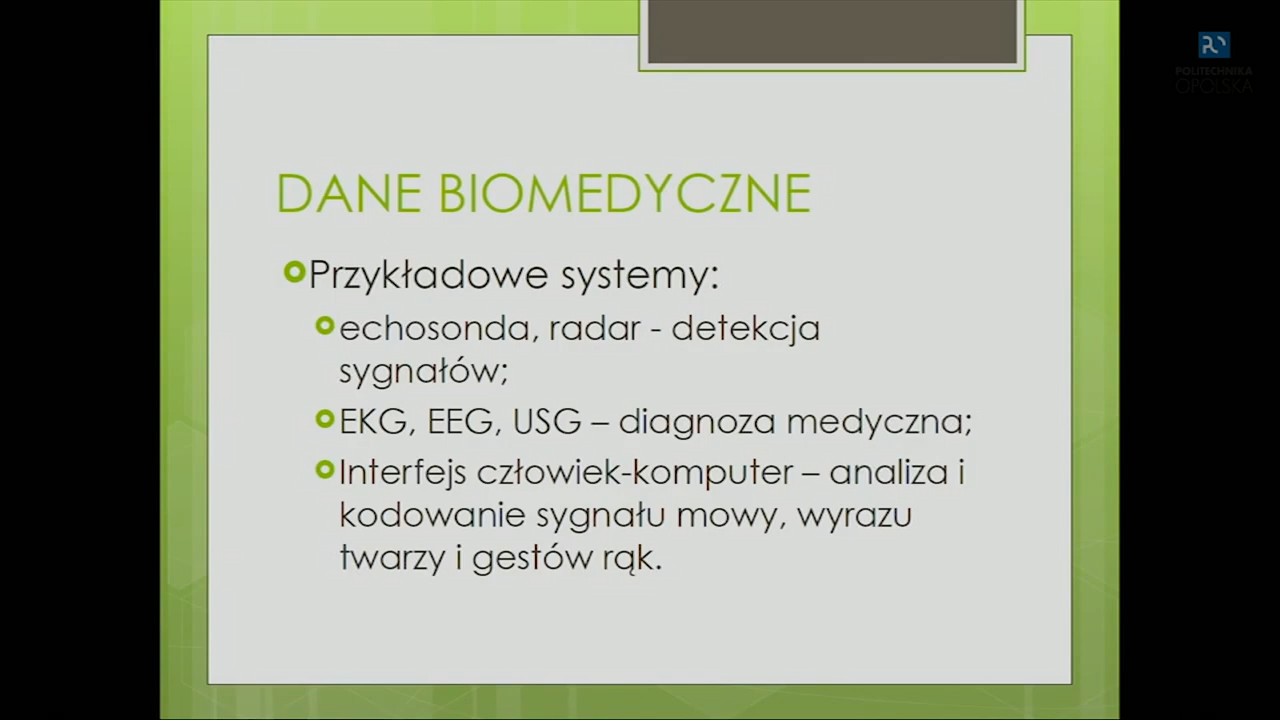 POLITECHNIKA
OPOLSKA
DANE BIOMEDYCZNE
Przykładowe systemy:
echosonda, radar - detekcja
sygnałów;
EKG, EEG, USG – diagnoza medyczna;
Interfejs człowiek-komputer – analiza i
kodowanie sygnału mowy, wyrazu
twarzy i gestów rąk.